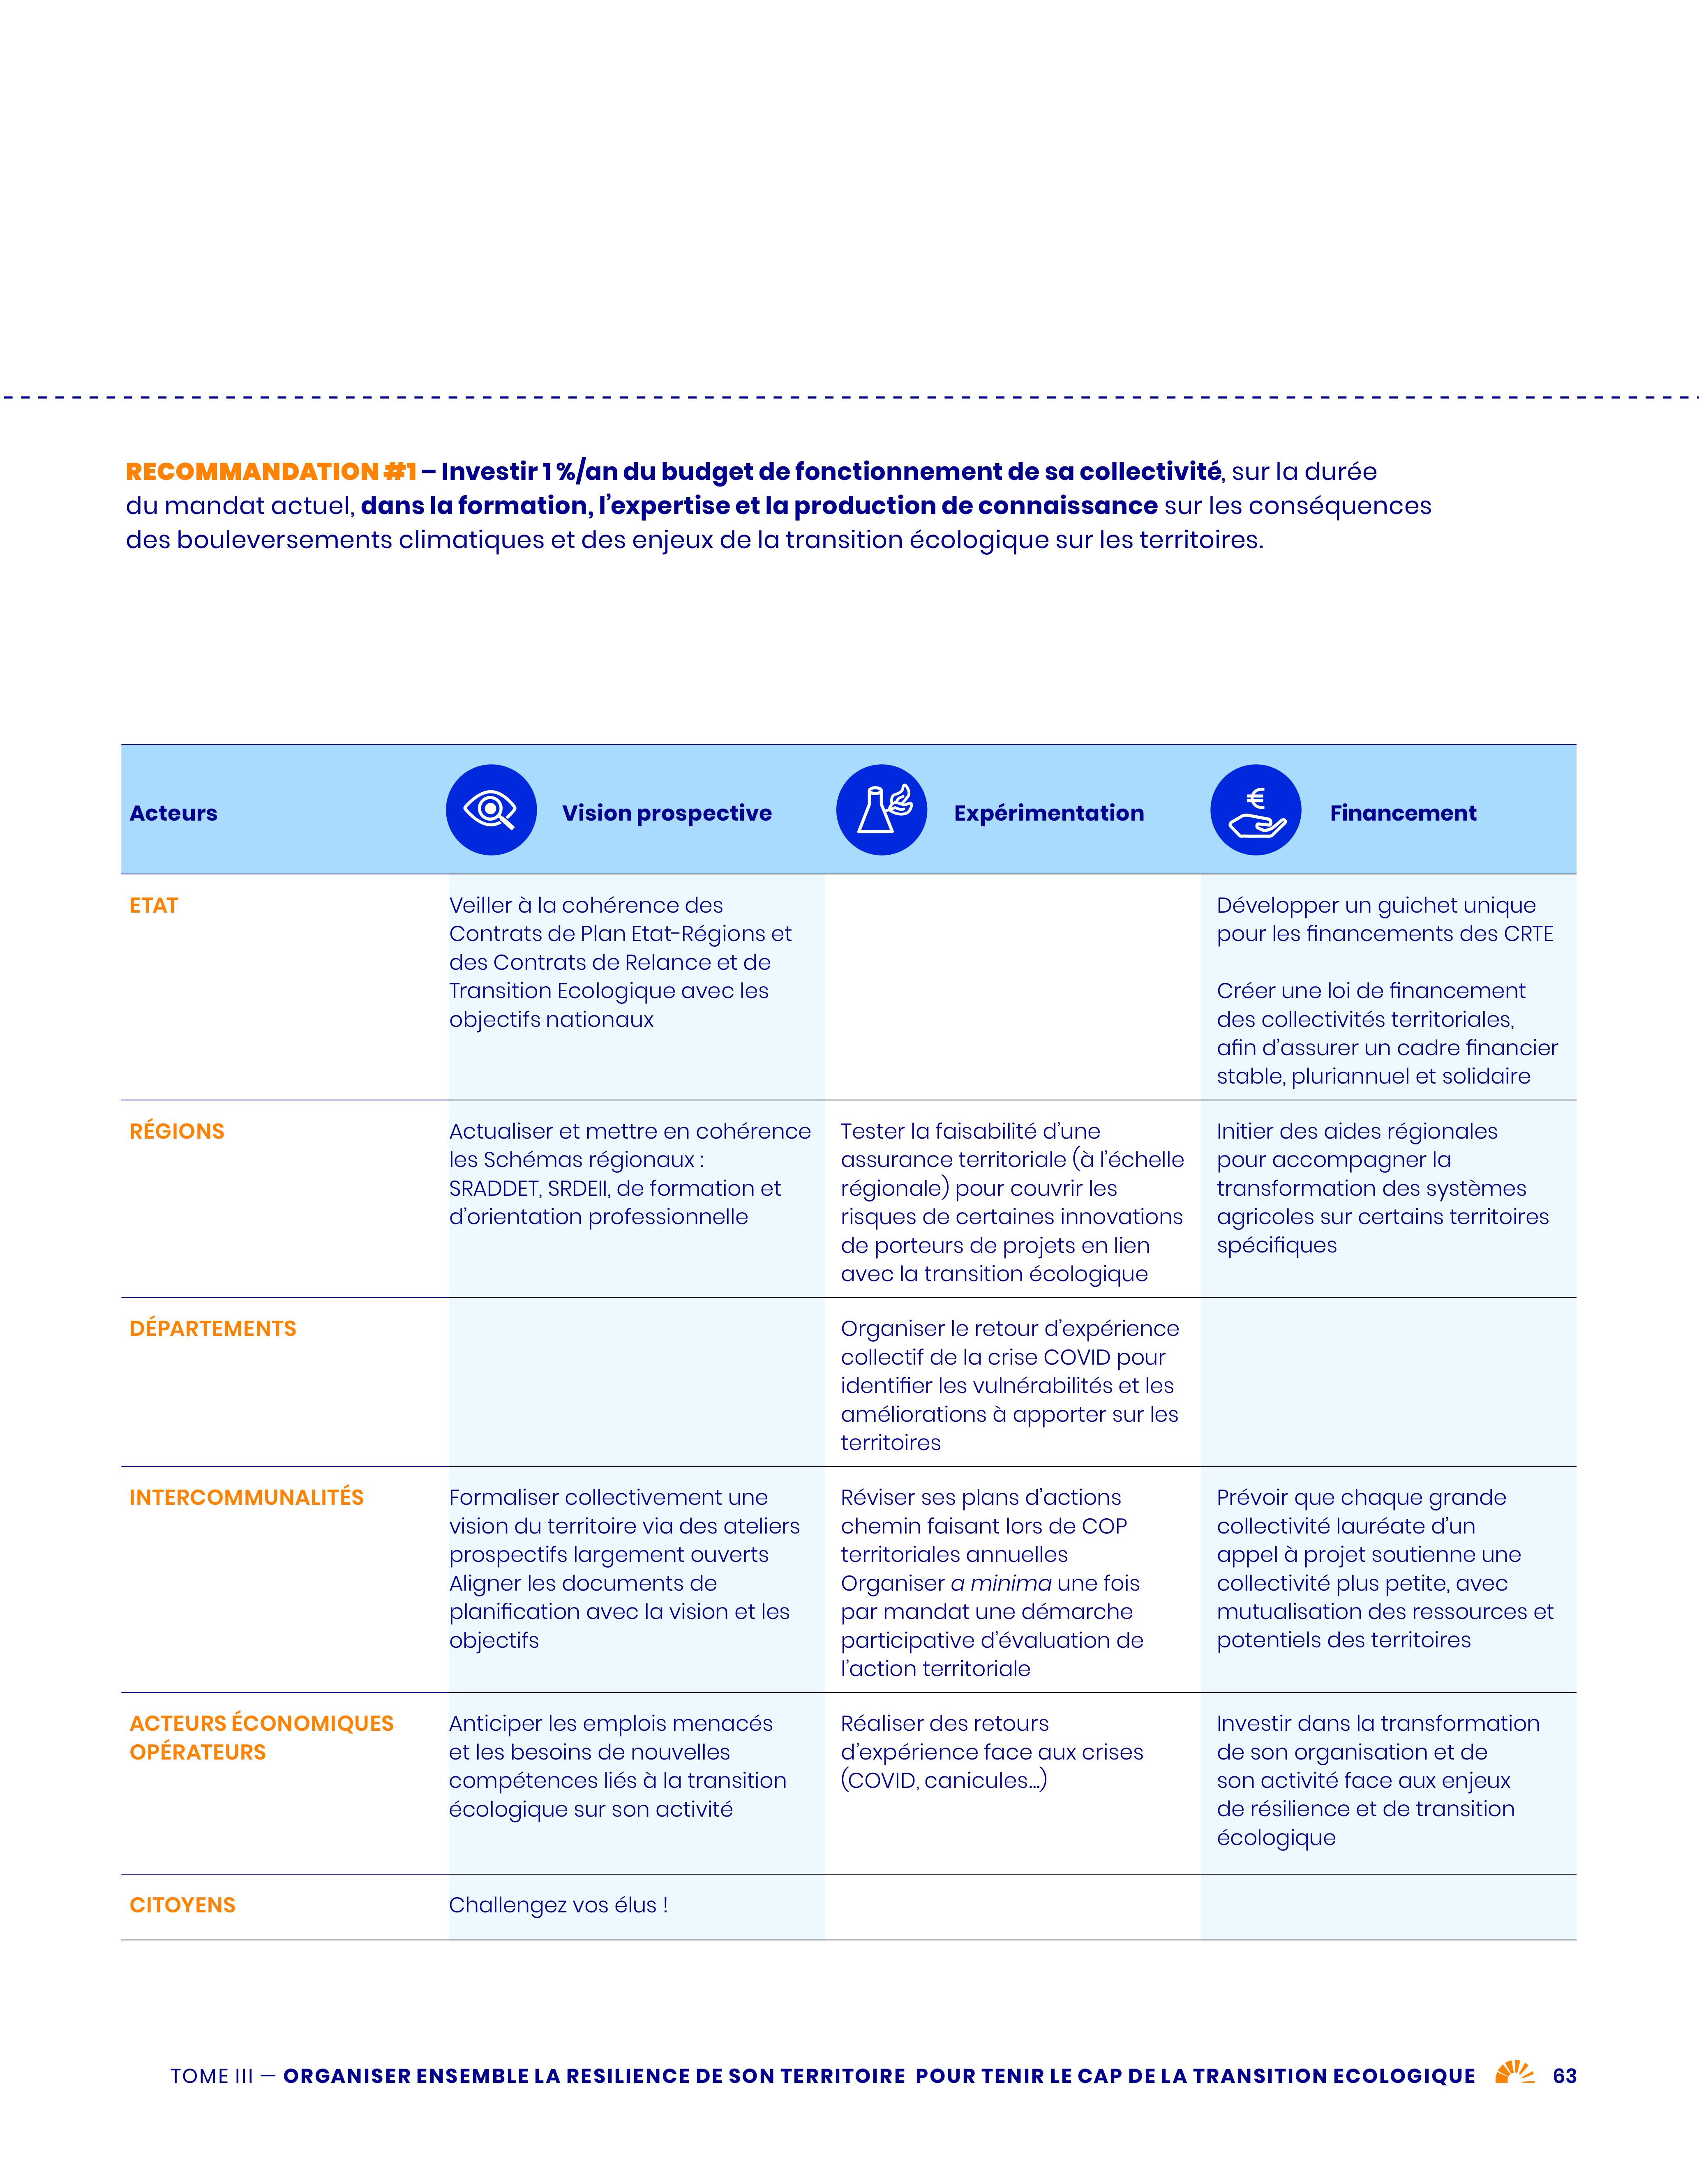 RECOMMANDATION #1 – Investir 1 %/an du budget de fonctionnement de sa collectivité, sur la durée
du mandat actuel, dans la formation, l’expertise et la production de connaissance sur les conséquences
des bouleversements climatiques et des enjeux de la transition écologique sur les territoires.
Acteurs
Vision prospective
Expérimentation
Financement
ETAT
Veiller à la cohérence des
Contrats de Plan Etat-Régions et
des Contrats de Relance et de
Transition Ecologique avec les
objectifs nationaux
Développer un guichet unique
pour les financements des CRTE
Créer une loi de financement
des collectivités territoriales,
afin d’assurer un cadre financier
stable, pluriannuel et solidaire
RÉGIONS
Actualiser et mettre en cohérence
les Schémas régionaux :
SRADDET, SRDEII, de formation et
d’orientation professionnelle
Tester la faisabilité d’une
assurance territoriale (à l’échelle
régionale) pour couvrir les
risques de certaines innovations
de porteurs de projets en lien
avec la transition écologique
Initier des aides régionales
pour accompagner la
transformation des systèmes
agricoles sur certains territoires
spécifiques
DÉPARTEMENTS
Organiser le retour d’expérience
collectif de la crise COVID pour
identifier les vulnérabilités et les
améliorations à apporter sur les
territoires
INTERCOMMUNALITÉS
Formaliser collectivement une
vision du territoire via des ateliers
prospectifs largement ouverts
Aligner les documents de
planification avec la vision et les
objectifs
Réviser ses plans d’actions
chemin faisant lors de COP
territoriales annuelles
Organiser a minima une fois
par mandat une démarche
participative d’évaluation de
l’action territoriale
Prévoir que chaque grande
collectivité lauréate d’un
appel à projet soutienne une
collectivité plus petite, avec
mutualisation des ressources et
potentiels des territoires
ACTEURS ÉCONOMIQUES
OPÉRATEURS
Anticiper les emplois menacés
et les besoins de nouvelles
compétences liés à la transition
écologique sur son activité
Réaliser des retours
d’expérience face aux crises
(COVID, canicules…)
Investir dans la transformation
de son organisation et de
son activité face aux enjeux
de résilience et de transition
écologique
CITOYENS
Challengez vos élus !
TOME III — ORGANISER ENSEMBLE LA RESILIENCE DE SON TERRITOIRE POUR TENIR LE CAP DE LA TRANSITION ECOLOGIQUE 63